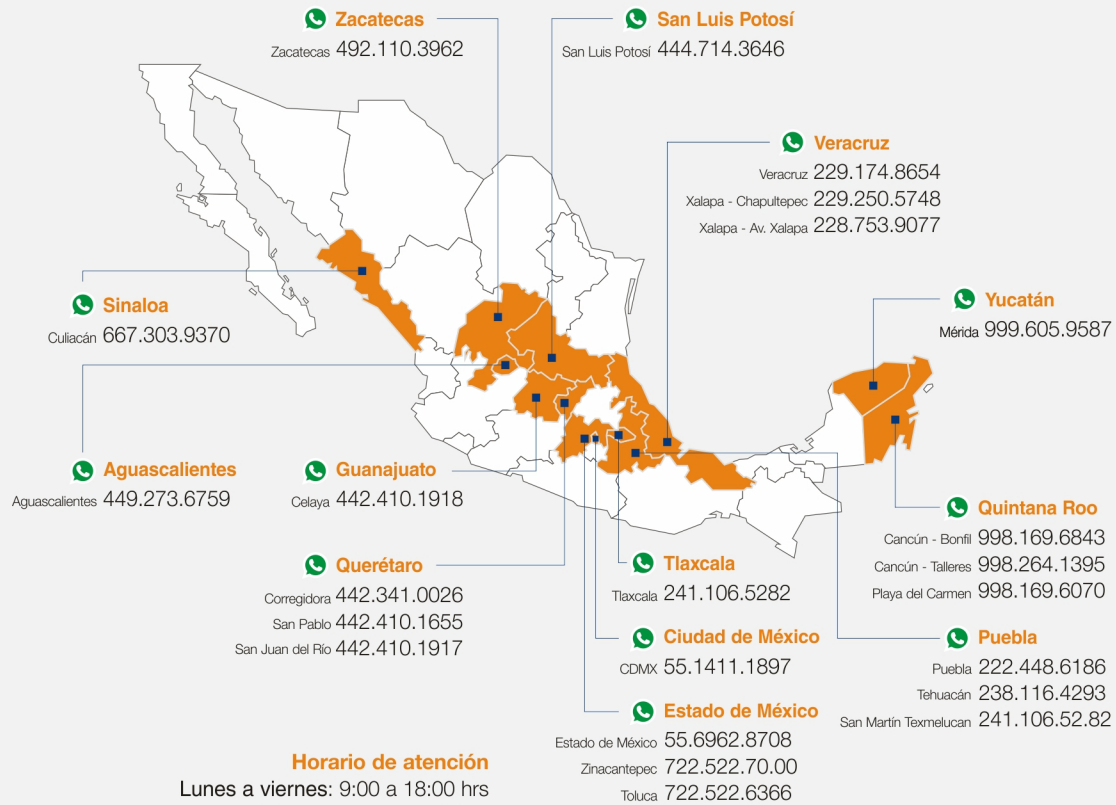 Zacatecas
Zacatecas 492.110.3962
San Luis Potosí
San Luis Potosí 444.714.3646
Veracruz
Veracruz 229.174.8654
Xalapa - Chapultepec 229.250.5748
Xalapa - Av. Xalapa 228.753.9077
Sinaloa
Culiacán 667.303.9370
Yucatán
Mérida 999.605.9587
Aguascalientes
Aguascalientes 449.273.6759
Guanajuato
Celaya 442.410.1918
Quintana Roo
Cancún - Bonfil 998.169.6843
Cancún - Talleres 998.264.1395
Playa del Carmen 998.169.6070
Querétaro
Corregidora 442.341.0026
San Pablo 442.410.1655
San Juan del Río 442.410.1917
Tlaxcala
Tlaxcala 241.106.5282
Ciudad de México
CDMX 55.1411.1897
Puebla
Puebla 222.448.6186
Tehuacán 238.116.4293
San Martín Texmelucan 241.106.52.82
Estado de México
Estado de México 55.6962.8708
Zinacantepec 722.522.70.00
Toluca 722.522.6366
Horario de atención
Lunes a viernes: 9:00 a 18:00 hrs